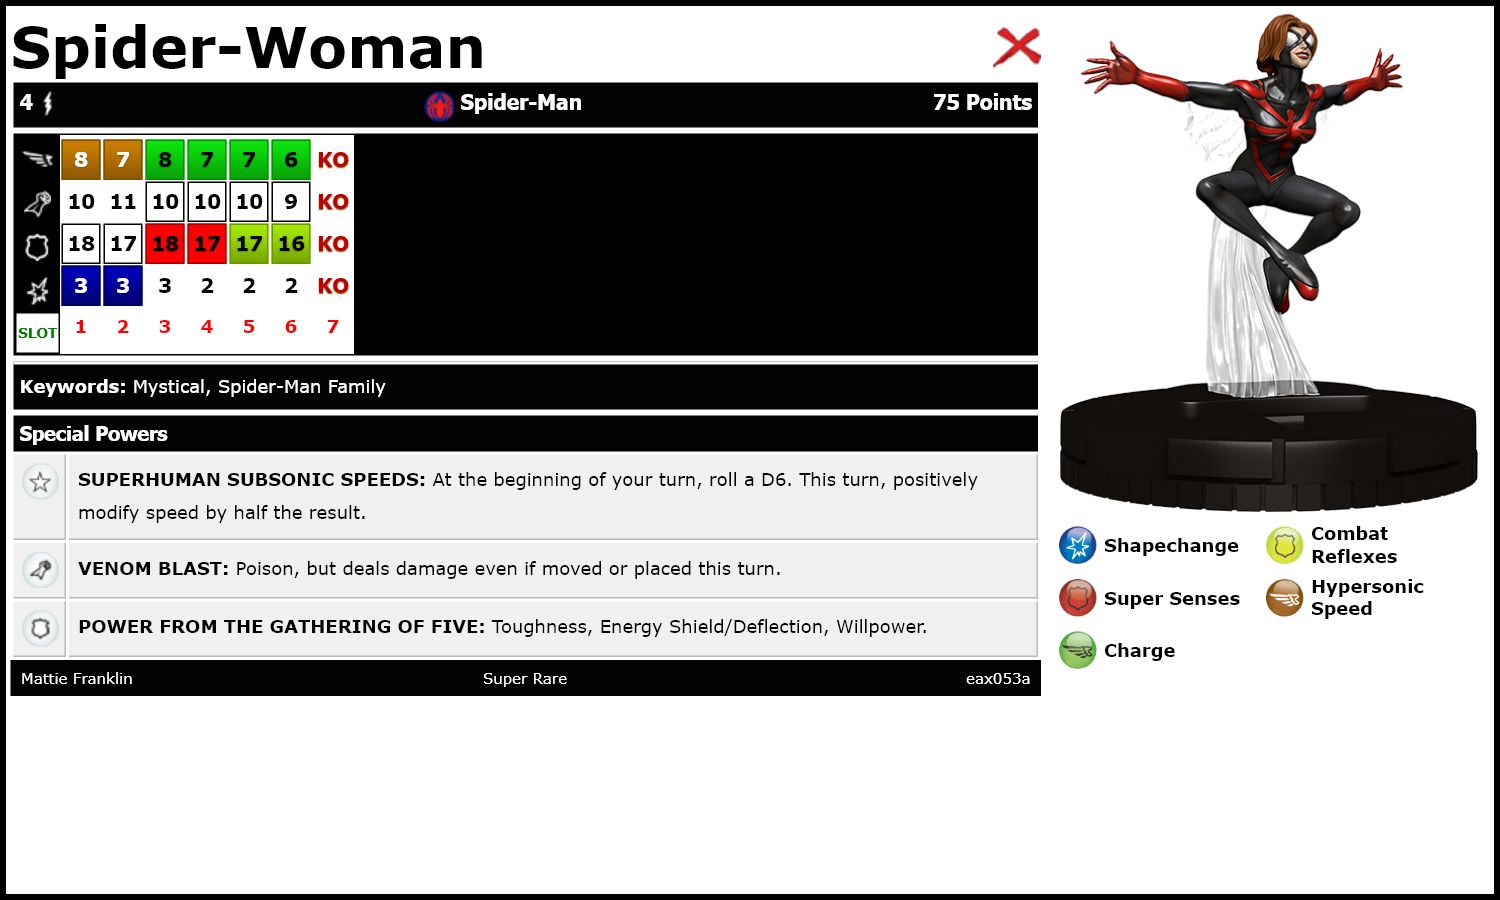 Spider-Woman
4 Spider-Man 75 Points
8 7 8 7 7 6 KO
10 11 10 10 10 9 KO
18 17 18 17 17 16 KO
3 3 3 2 2 2 KO
SLOT 1 2 3 4 5 6 7
Keywords: Mystical, Spider-Man Family
Special Powers
SUPERHUMAN SUBSONIC SPEEDS: At the beginning of your turn, roll a D6. This turn, positively
modify speed by half the result.
VENOM BLAST: Poison, but deals damage even if moved or placed this turn.
POWER FROM THE GATHERING OF FIVE: Toughness, Energy Shield/Deflection, Willpower.
Mattie Franklin Super Rare eax053a
Shapechange
Combat
Reflexes
Super Senses
Hypersonic
Speed
Charge